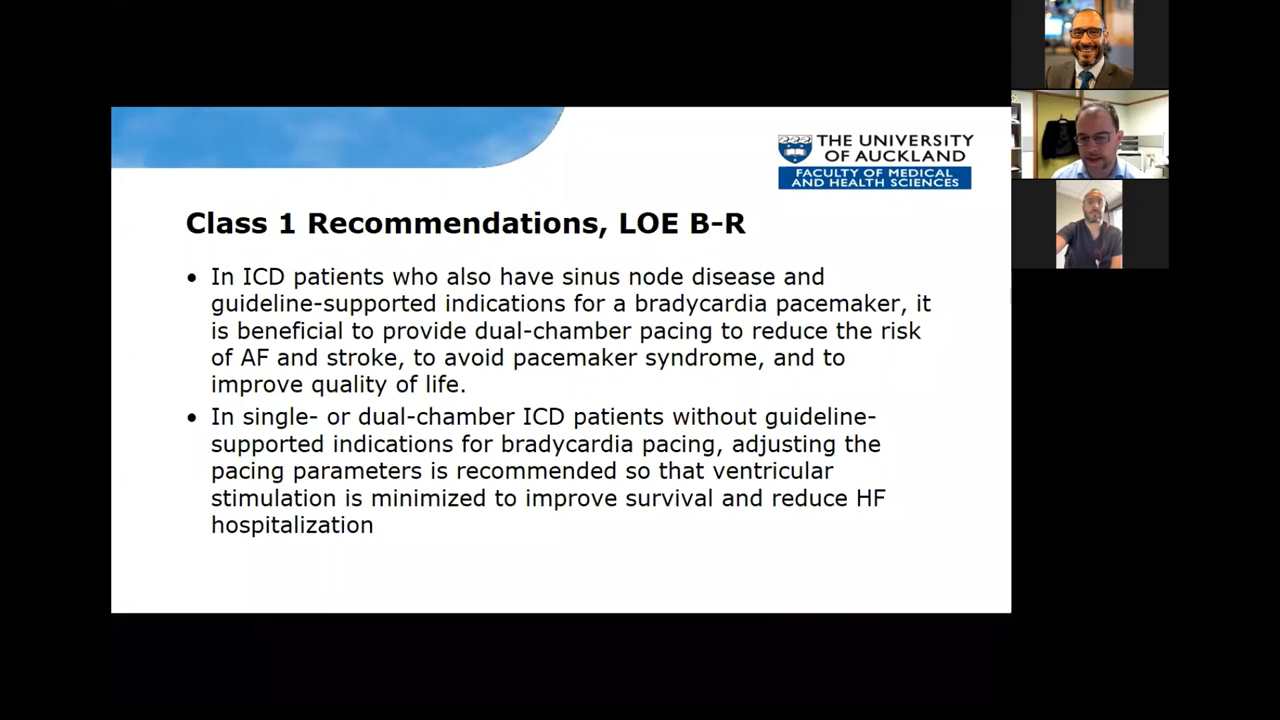 THE UNIVERSITY
OF AUCKLAND
FACULTY OF MEDICAL
AND HEALTH SCIENCES
Class 1 Recommendations, LOE B-R
• In ICD patients who also have sinus node disease and
guideline-supported indications for a bradycardia pacemaker, it
is beneficial to provide dual-chamber pacing to reduce the risk
of AF and stroke, to avoid pacemaker syndrome, and to
improve quality of life.
• In single- or dual-chamber ICD patients without guideline-
supported indications for bradycardia pacing, adjusting the
pacing parameters is recommended so that ventricular
stimulation is minimized to improve survival and reduce HF
hospitalization